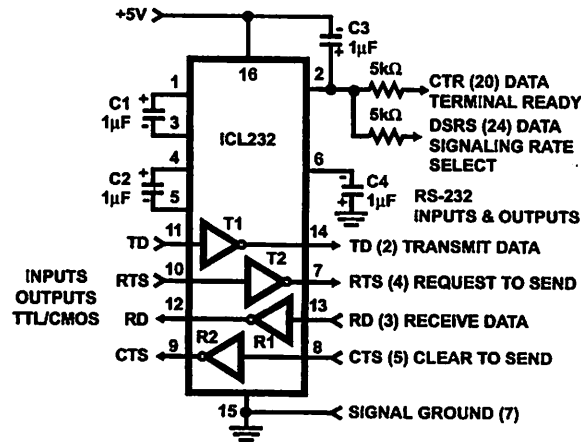 +5V
- C3
+ 1µF
16
1
2
5kΩ
CTR (20) DATA
TERMINAL READY
C1 +
1µF -
3
ICL232
5kΩ
DSRS (24) DATA
SIGNALING RATE
SELECT
4
6
C2 +
1µF -
5
- C4
+ 1µF
RS-232
INPUTS & OUTPUTS
T1
TD 11
14 TD (2) TRANSMIT DATA
T2
RTS 10
7 RTS (4) REQUEST TO SEND
INPUTS
OUTPUTS
TTL/CMOS
RD 12
R1
13 RD (3) RECEIVE DATA
R2
CTS 9
8 CTS (5) CLEAR TO SEND
15
SIGNAL GROUND (7)